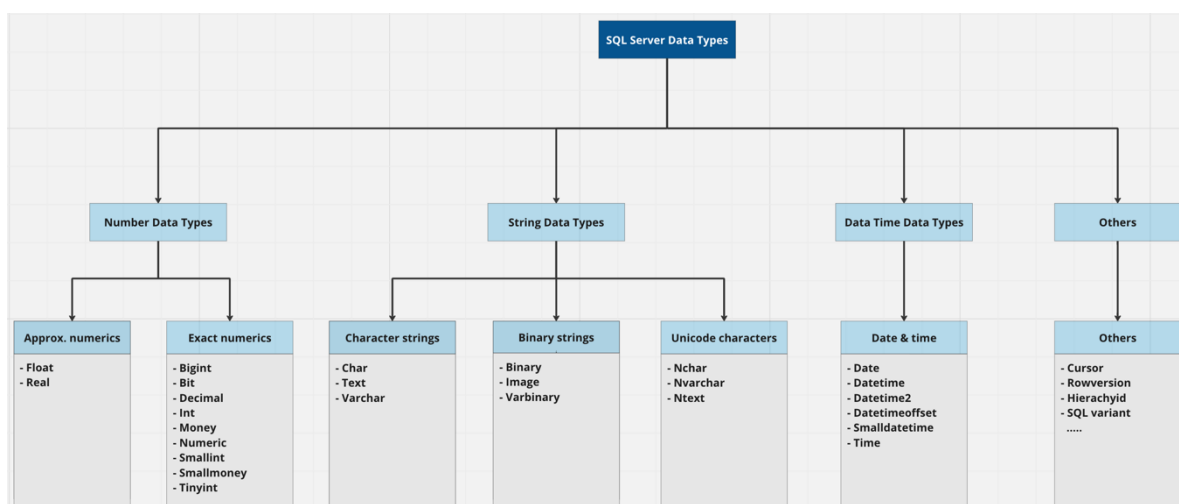 SQL Server Data Types
Number Data Types
String Data Types
Data Time Data Types
Others
Approx. numerics
- Float
- Real
Exact numerics
- Bigint
- Bit
- Decimal
- Int
- Money
- Numeric
- Smallint
- Smallmoney
- Tinyint
Character strings
- Char
- Text
- Varchar
Binary strings
- Binary
- Image
- Varbinary
Unicode characters
- Nchar
- Nvarchar
- Ntext
Date & time
- Date
- Datetime
- Datetime2
- Datetimeoffset
- Smalldatetime
- Time
Others
- Cursor
- Rowversion
- Hierachyid
- SQL variant
.....